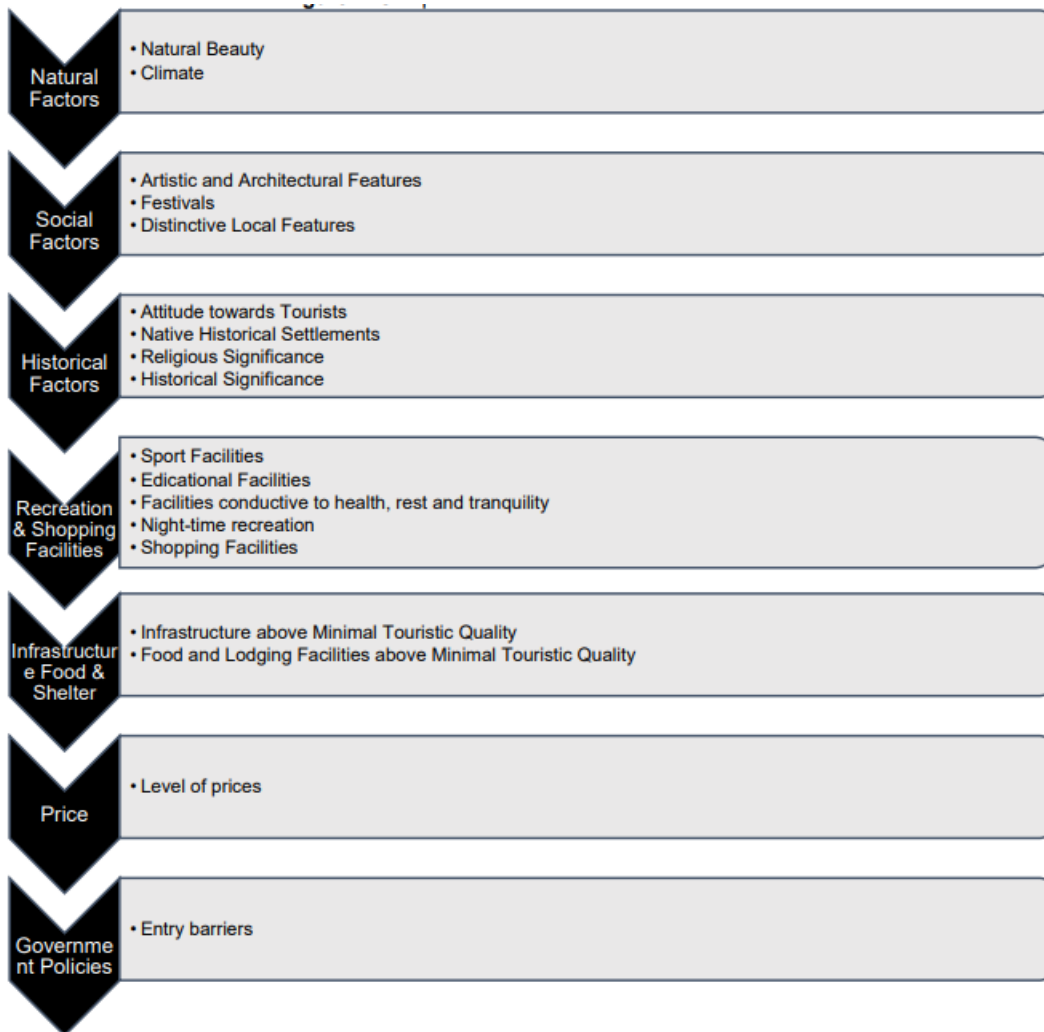 Natural
Factors
• Natural Beauty
• Climate
Social
Factors
• Artistic and Architectural Features
• Festivals
• Distinctive Local Features
Historical
Factors
• Attitude towards Tourists
• Native Historical Settlements
• Religious Significance
• Historical Significance
Recreation
& Shopping
Facilities
• Sport Facilities
• Edicational Facilities
• Facilities conductive to health, rest and tranquility
• Night-time recreation
• Shopping Facilities
Infrastructur
e Food &
Shelter
• Infrastructure above Minimal Touristic Quality
• Food and Lodging Facilities above Minimal Touristic Quality
Price
• Level of prices
Governme
nt Policies
• Entry barriers